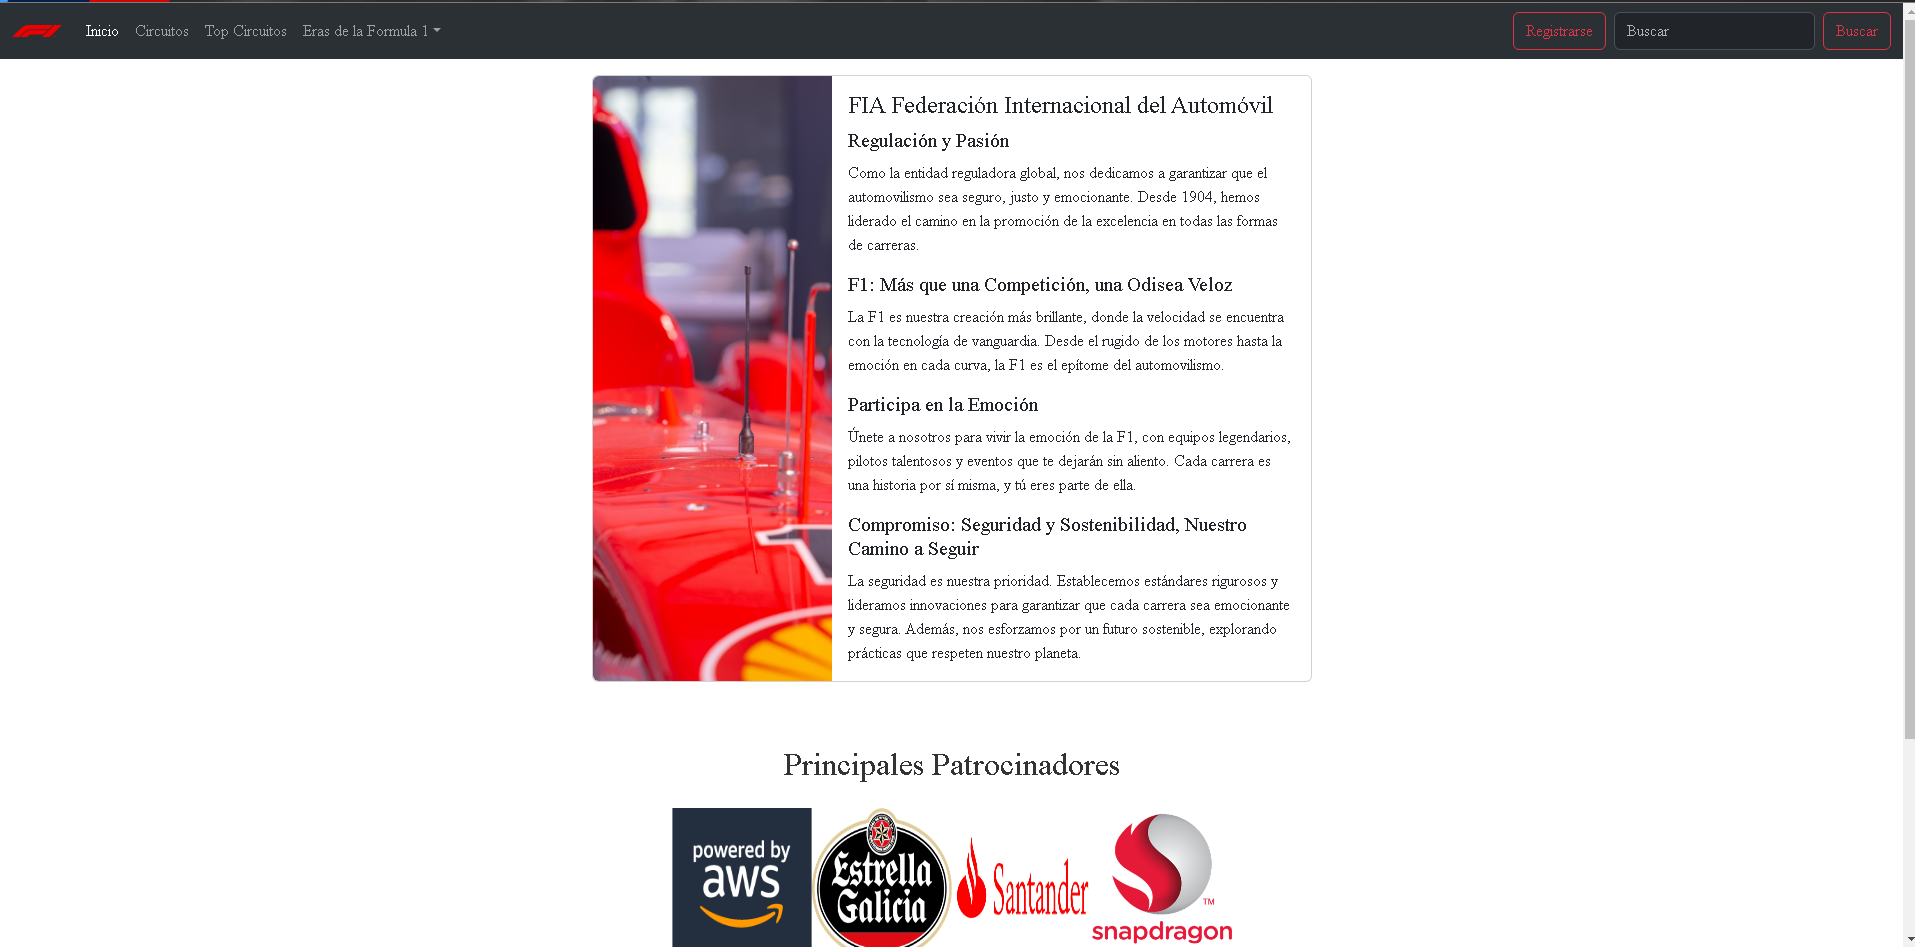 Inicio Circuitos Top Circuitos Eras de la Formula 1 Registrarse Buscar Buscar
FIA Federación Internacional del Automóvil
Regulación y Pasión
Como la entidad reguladora global, nos dedicamos a garantizar que el
automovilismo sea seguro, justo y emocionante. Desde 1904, hemos
liderado el camino en la promoción de la excelencia en todas las formas
de carreras.
F1: Más que una Competición, una Odisea Veloz
La F1 es nuestra creación más brillante, donde la velocidad se encuentra
con la tecnología de vanguardia. Desde el rugido de los motores hasta la
emoción en cada curva, la F1 es el epítome del automovilismo.
Participa en la Emoción
Únete a nosotros para vivir la emoción de la F1, con equipos legendarios,
pilotos talentosos y eventos que te dejarán sin aliento. Cada carrera es
una historia por sí misma, y tú eres parte de ella.
Compromiso: Seguridad y Sostenibilidad, Nuestro
Camino a Seguir
La seguridad es nuestra prioridad. Establecemos estándares rigurosos y
lideramos innovaciones para garantizar que cada carrera sea emocionante
y segura. Además, nos esforzamos por un futuro sostenible, explorando
prácticas que respeten nuestro planeta.
Principales Patrocinadores
powered by
aws
Estrella
Galicia
Santander
snapdragon
TM